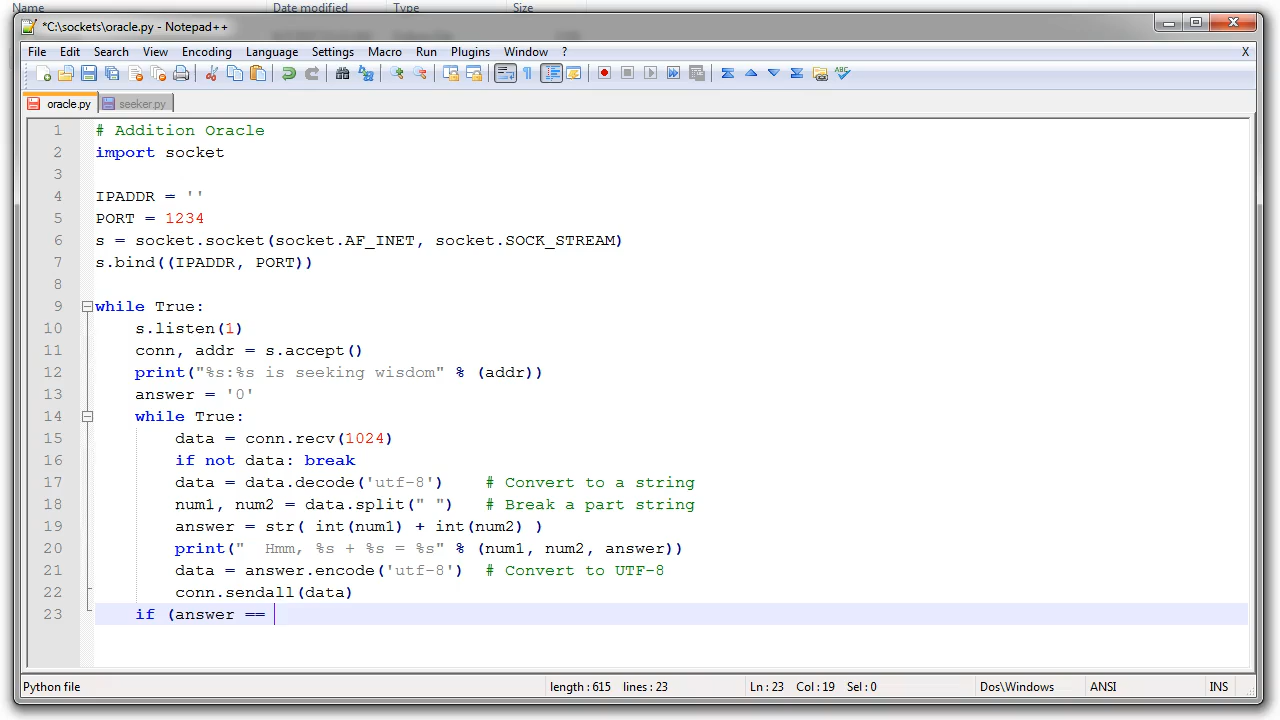 Name Date modified Type Size
*C:\sockets\oracle.py - Notepad++
File Edit Search View Encoding Language Settings Macro Run Plugins Window ? X
oracle.py seeker.py
1 # Addition Oracle
2 import socket
3
4 IPADDR = ''
5 PORT = 1234
6 s = socket.socket(socket.AF_INET, socket.SOCK_STREAM)
7 s.bind((IPADDR, PORT))
8
9 while True:
10     s.listen(1)
11     conn, addr = s.accept()
12     print("%s:%s is seeking wisdom" % (addr))
13     answer = '0'
14     while True:
15         data = conn.recv(1024)
16         if not data: break
17         data = data.decode('utf-8')    # Convert to a string
18         num1, num2 = data.split(" ")   # Break a part string
19         answer = str( int(num1) + int(num2) )
20         print("  Hmm, %s + %s = %s" % (num1, num2, answer))
21         data = answer.encode('utf-8')  # Convert to UTF-8
22         conn.sendall(data)
23     if (answer ==
Python file length : 615 lines : 23 Ln : 23 Col : 19 Sel : 0 Dos\Windows ANSI INS